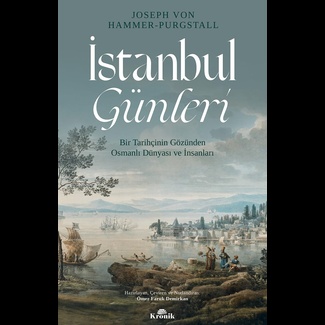 JOSEPH VON
HAMMER-PURGSTALL
İstanbul
Günleri
Bir Tarihçinin Gözünden
Osmanlı Dünyası ve İnsanları
Hazırlayan, Çeviren ve Notlandıran
Ömer Faruk Demirkan
Kronik